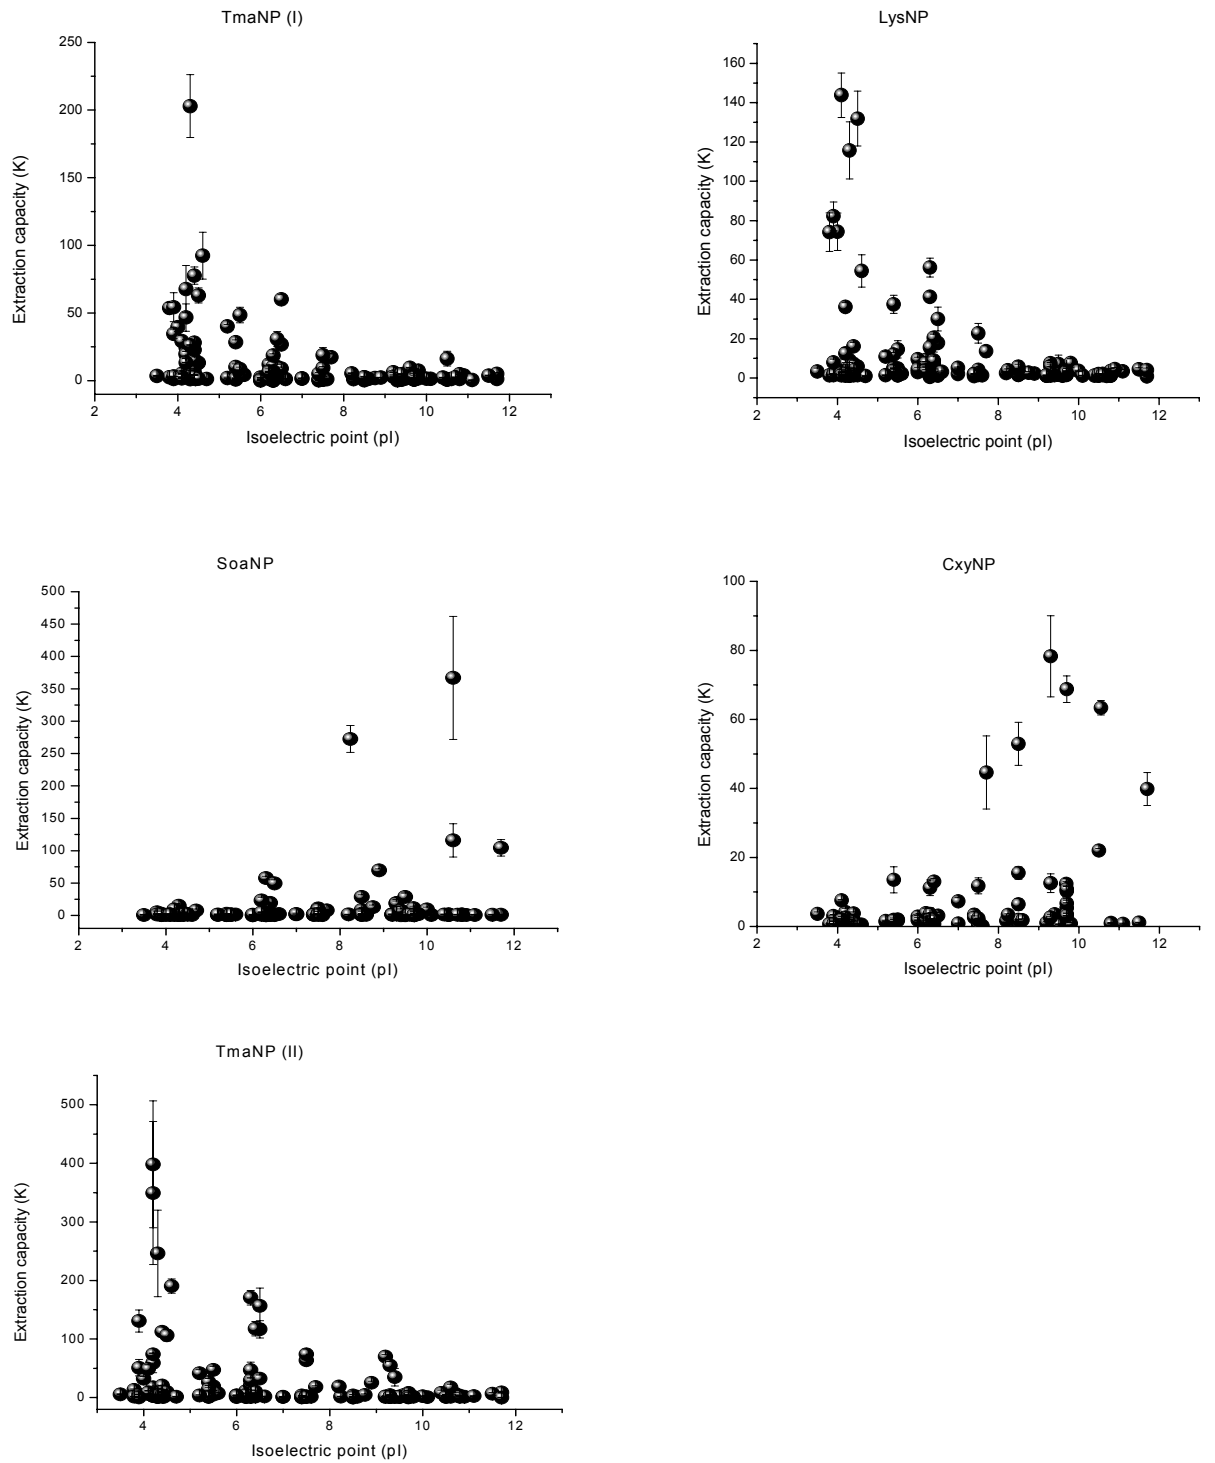 TmaNP (I)
250
200
150
100
50
0
Extraction capacity (K)
2 4 6 8 10 12
Isoelectric point (pI)
LysNP
160
140
120
100
80
60
40
20
0
Extraction capacity (K)
2 4 6 8 10 12
Isoelectric point (pI)
SoaNP
500
450
400
350
300
250
200
150
100
50
0
Extraction capacity (K)
2 4 6 8 10 12
Isoelectric point (pI)
CxyNP
100
80
60
40
20
0
Extraction capacity (K)
2 4 6 8 10 12
Isoelectric point (pI)
TmaNP (II)
500
400
300
200
100
0
Extraction capacity (K)
4 6 8 10 12
Isoelectric point (pI)